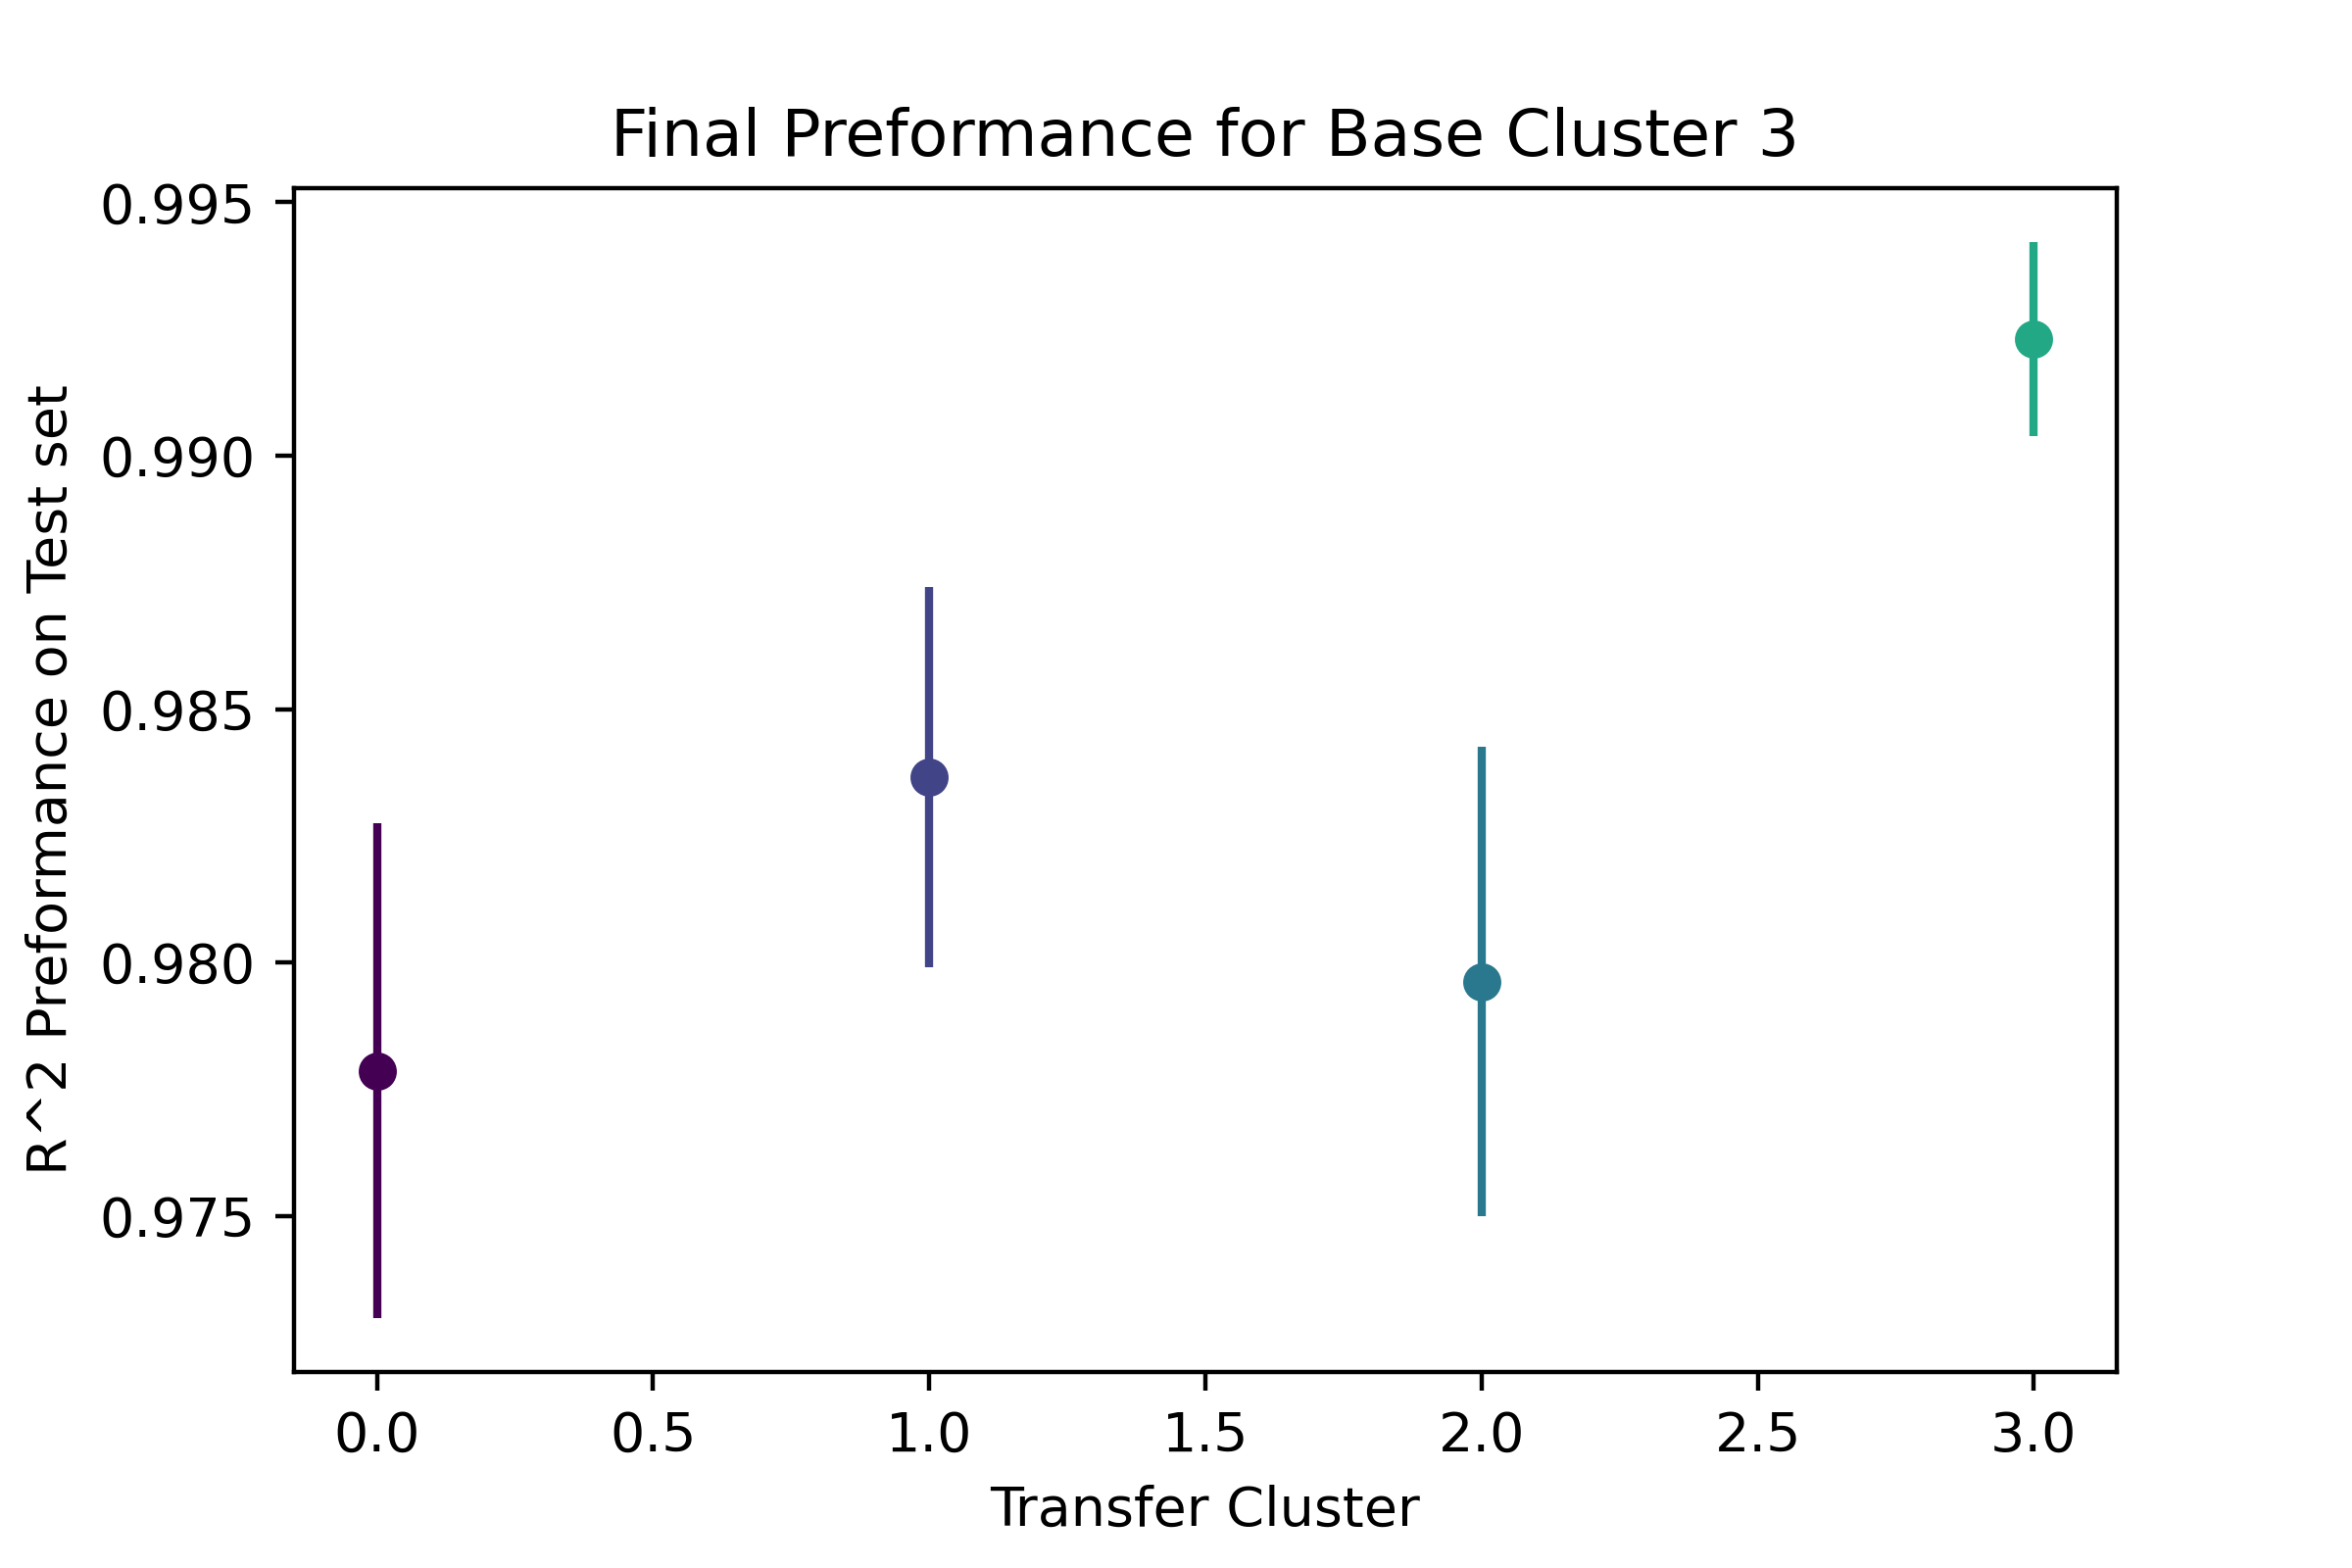 Final Preformance for Base Cluster 3
R^2 Preformance on Test set
0.995
0.990
0.985
0.980
0.975
0.0 0.5 1.0 1.5 2.0 2.5 3.0
Transfer Cluster